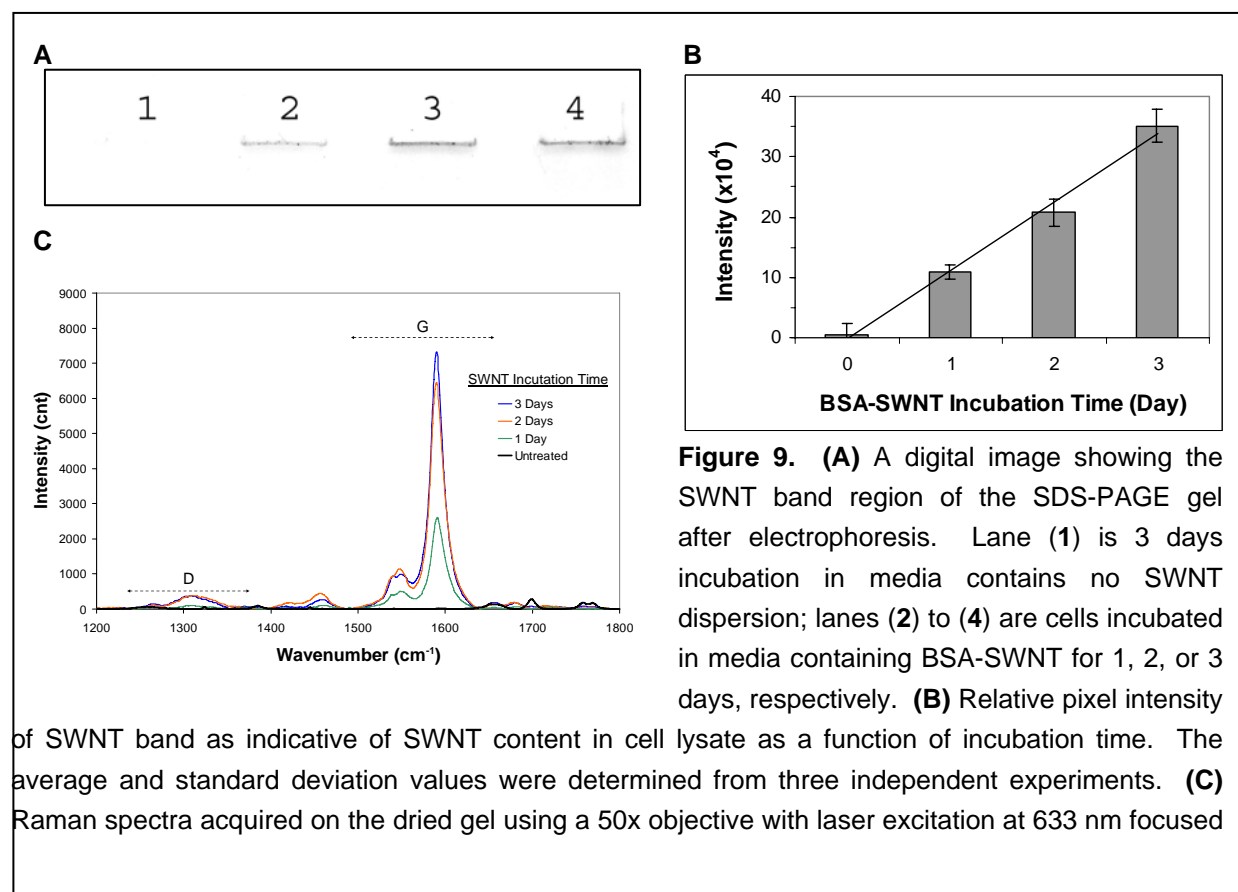 A
1 2 3 4
B
40
30
20
10
0
Intensity (x10⁴)
0 1 2 3
BSA-SWNT Incubation Time (Day)
C
9000
8000
7000
6000
5000
4000
3000
2000
1000
0
Intensity (cnt)
G
D
SWNT Incutation Time
3 Days
2 Days
1 Day
Untreated
1200 1300 1400 1500 1600 1700 1800
Wavenumber (cm⁻¹)
Figure 9. (A) A digital image showing the
SWNT band region of the SDS-PAGE gel
after electrophoresis. Lane (1) is 3 days
incubation in media contains no SWNT
dispersion; lanes (2) to (4) are cells incubated
in media containing BSA-SWNT for 1, 2, or 3
days, respectively. (B) Relative pixel intensity
of SWNT band as indicative of SWNT content in cell lysate as a function of incubation time. The
average and standard deviation values were determined from three independent experiments. (C)
Raman spectra acquired on the dried gel using a 50x objective with laser excitation at 633 nm focused